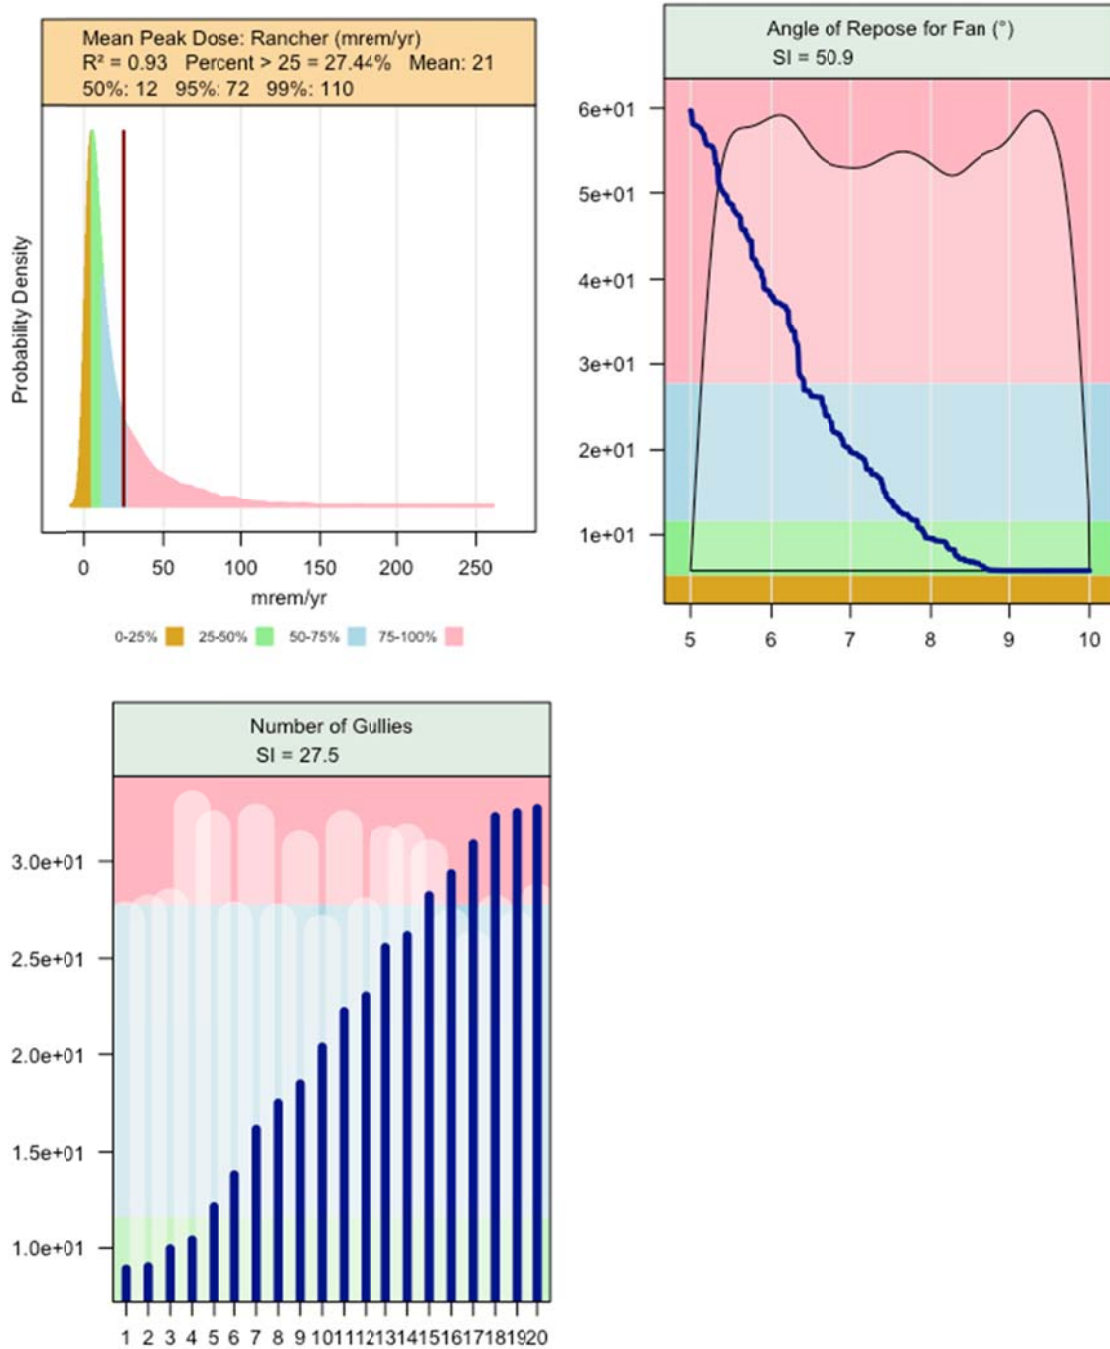 Mean Peak Dose: Rancher (mrem/yr)
R² = 0.93 Percent > 25 = 27.44% Mean: 21
50%: 12 95%: 72 99%: 110
Probability Density
0 50 100 150 200 250
mrem/yr
0-25% 25-50% 50-75% 75-100%
Angle of Repose for Fan (°)
SI = 50.9
6e+01
5e+01
4e+01
3e+01
2e+01
1e+01
5 6 7 8 9 10
Number of Gullies
SI = 27.5
3.0e+01
2.5e+01
2.0e+01
1.5e+01
1.0e+01
1 2 3 4 5 6 7 8 9 10 11 12 13 14 15 16 17 18 19 20